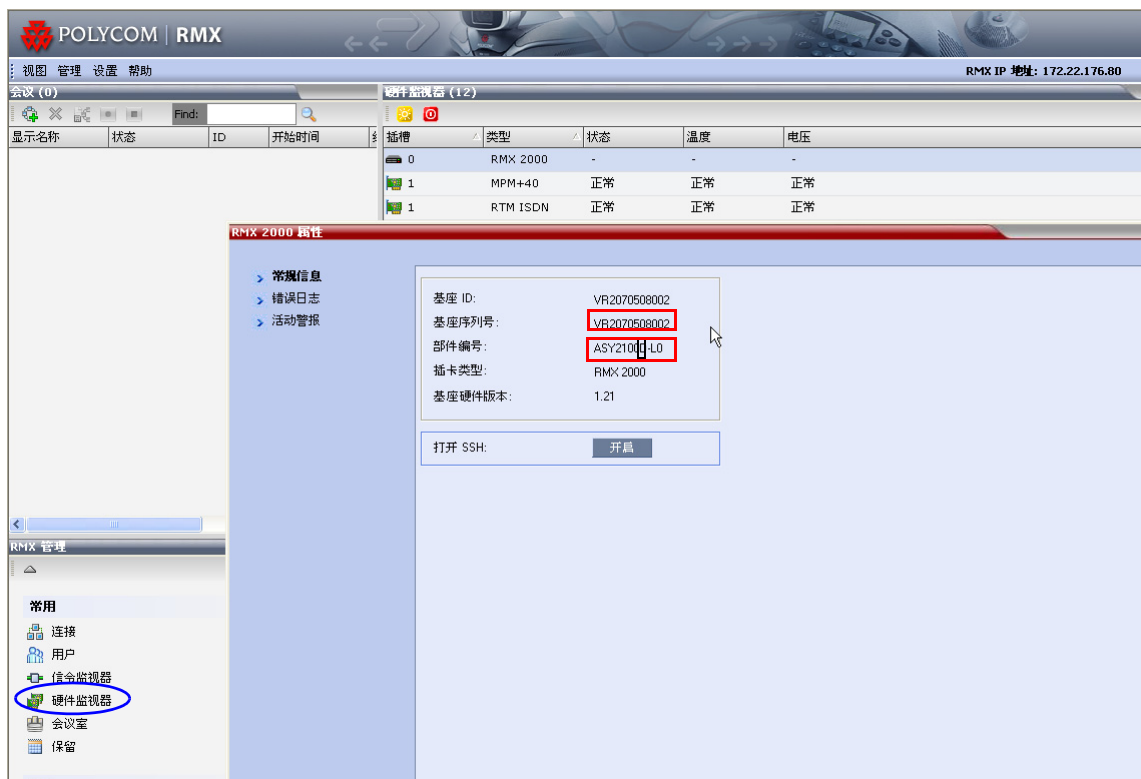 POLYCOM | RMX
视图 管理 设置 帮助
RMX IP 地址: 172.22.176.80
会议 (0)
Find:
显示名称 状态 ID 开始时间
硬件监视器 (12)
插槽 类型 状态 温度 电压
0 RMX 2000 - - -
1 MPM+40 正常 正常 正常
1 RTM ISDN 正常 正常 正常
RMX 2000 属性
常规信息
错误日志
活动警报
基座 ID: VR2070508002
基座序列号: VR2070508002
部件编号: ASY2100-L0
插卡类型: RMX 2000
基座硬件版本: 1.21
打开 SSH: 开启
RMX 管理
常用
连接
用户
信令监视器
硬件监视器
会议室
保留